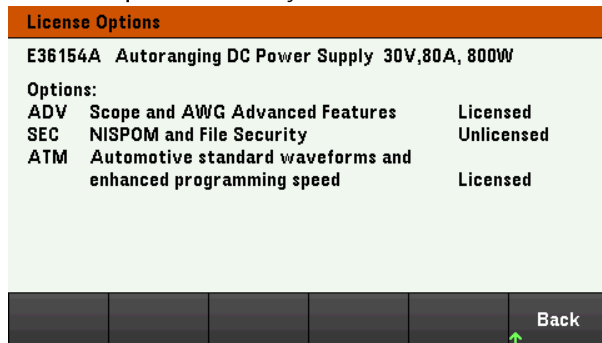 License Options
E36154A Autoranging DC Power Supply 30V,80A, 800W
Options:
ADV Scope and AWG Advanced Features Licensed
SEC NISPOM and File Security Unlicensed
ATM Automotive standard waveforms and
enhanced programming speed Licensed
Back